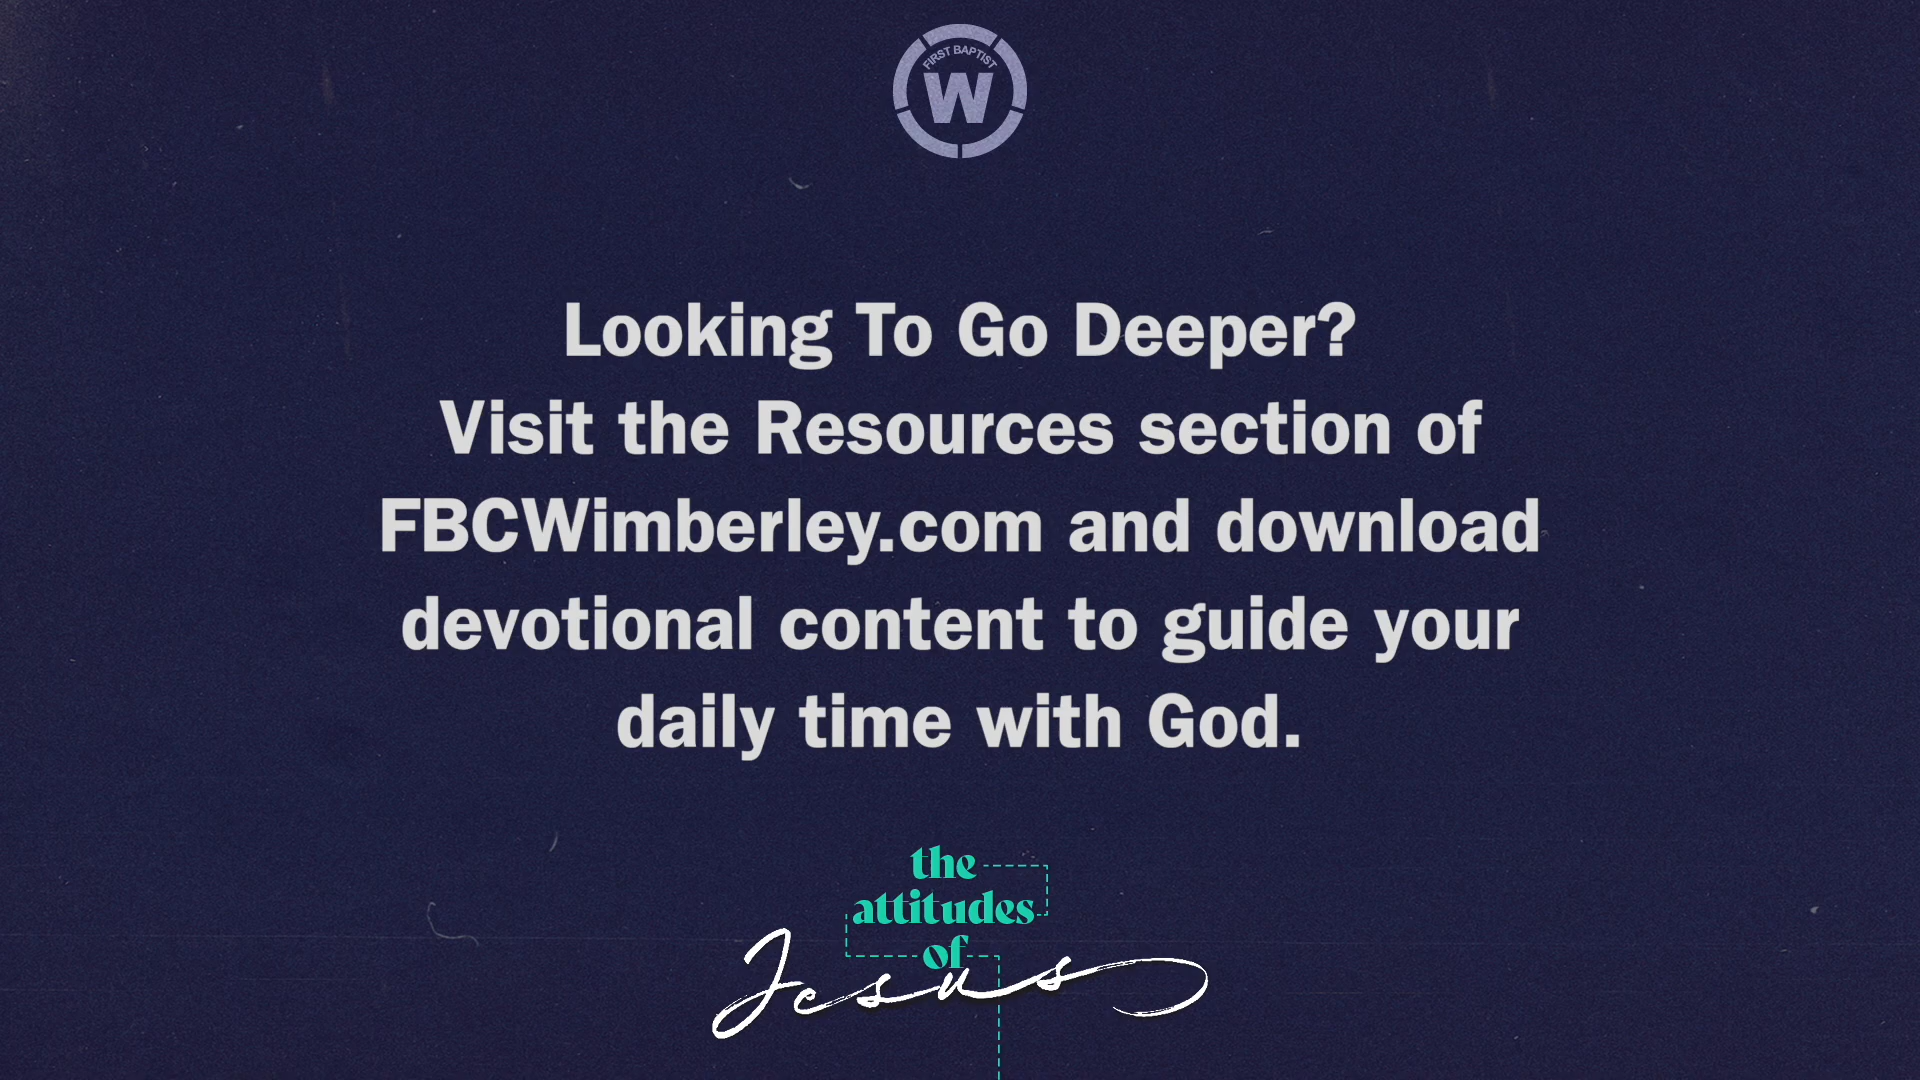 FIRST BAPTIST
W
Looking To Go Deeper?
Visit the Resources section of
FBCWimberley.com and download
devotional content to guide your
daily time with God.
the
attitudes
of
Jesus